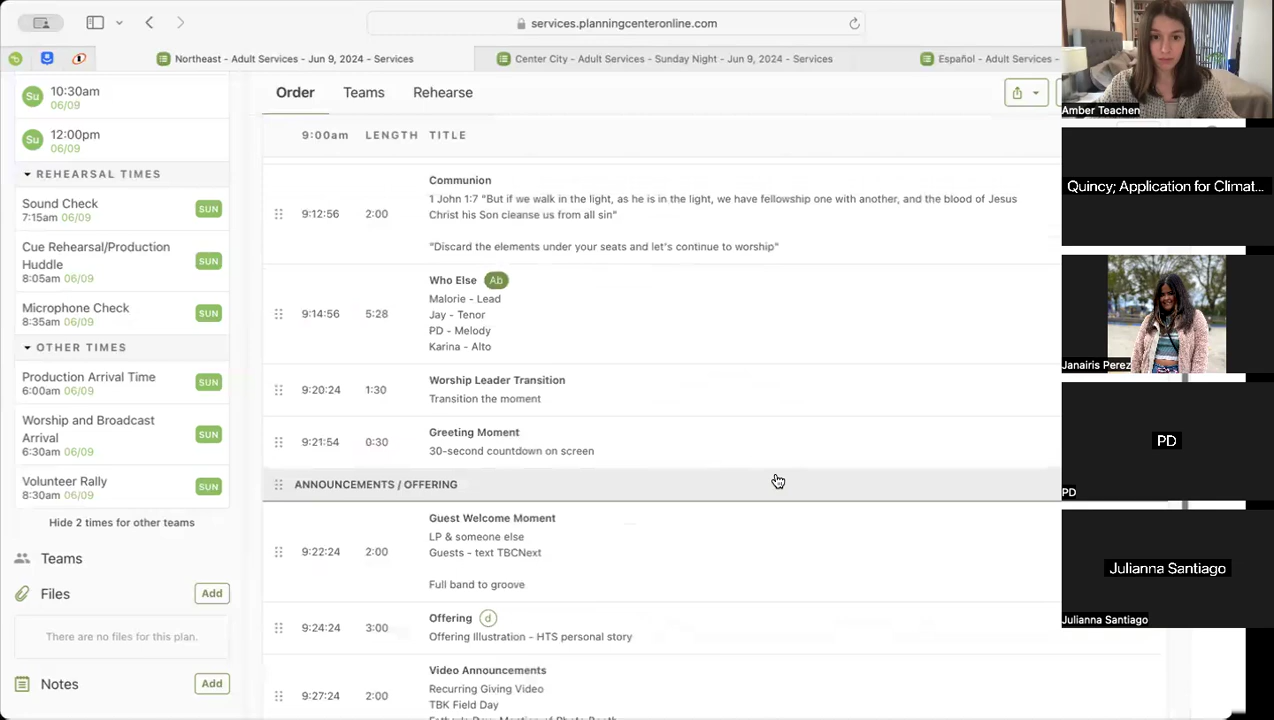 services.planningcenteronline.com
Northeast - Adult Services - Jun 9, 2024 - Services
Center City - Adult Services - Sunday Night - Jun 9, 2024 - Services
Español - Adult Services -
Su
10:30am
06/09
Su
12:00pm
06/09
REHEARSAL TIMES
Sound Check
7:15am 06/09
SUN
Cue Rehearsal/Production
Huddle
8:05am 06/09
SUN
Microphone Check
8:35am 06/09
SUN
OTHER TIMES
Production Arrival Time
6:00am 06/09
SUN
Worship and Broadcast
Arrival
6:30am 06/09
SUN
Volunteer Rally
8:30am 06/09
SUN
Hide 2 times for other teams
Teams
Files
Add
There are no files for this plan.
Notes
Add
Order
Teams
Rehearse
9:00am LENGTH TITLE
Communion
9:12:56 2:00
1 John 1:7 "But if we walk in the light, as he is in the light, we have fellowship one with another, and the blood of Jesus
Christ his Son cleanse us from all sin"
"Discard the elements under your seats and let's continue to worship"
Who Else Ab
9:14:56 5:28
Malorie - Lead
Jay - Tenor
PD - Melody
Karina - Alto
9:20:24 1:30
Worship Leader Transition
Transition the moment
9:21:54 0:30
Greeting Moment
30-second countdown on screen
ANNOUNCEMENTS / OFFERING
Guest Welcome Moment
9:22:24 2:00
LP & someone else
Guests - text TBCNext
Full band to groove
9:24:24 3:00
Offering d
Offering Illustration - HTS personal story
Video Announcements
9:27:24 2:00
Recurring Giving Video
TBK Field Day
Amber Teachen
Quincy; Application for Climat...
Janairis Perez
PD
PD
Julianna Santiago
Julianna Santiago